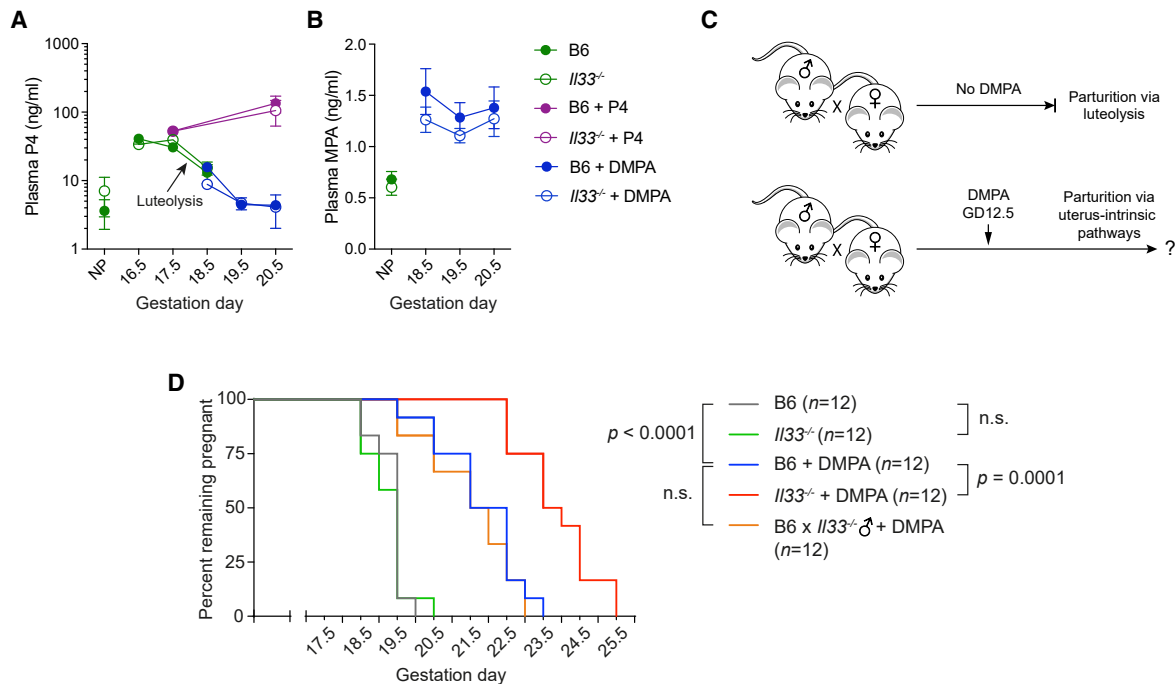 A
Plasma P4 (ng/ml)
1000
100
10
1
Luteolysis
NP
16.5
17.5
18.5
19.5
20.5
Gestation day
B
Plasma MPA (ng/ml)
2.0
1.5
1.0
0.5
0.0
NP
18.5
19.5
20.5
Gestation day
B6
Il33-/-
B6 + P4
Il33-/- + P4
B6 + DMPA
Il33-/- + DMPA
C
♂
X
♀
No DMPA
Parturition via
luteolysis
♂
X
♀
DMPA
GD12.5
Parturition via
uterus-intrinsic
pathways
?
D
Percent remaining pregnant
100
75
50
25
0
17.5
18.5
19.5
20.5
21.5
22.5
23.5
24.5
25.5
Gestation day
p < 0.0001
n.s.
B6 (n=12)
Il33-/- (n=12)
B6 + DMPA (n=12)
Il33-/- + DMPA (n=12)
B6 x Il33-/- ♂ + DMPA
(n=12)
n.s.
p = 0.0001